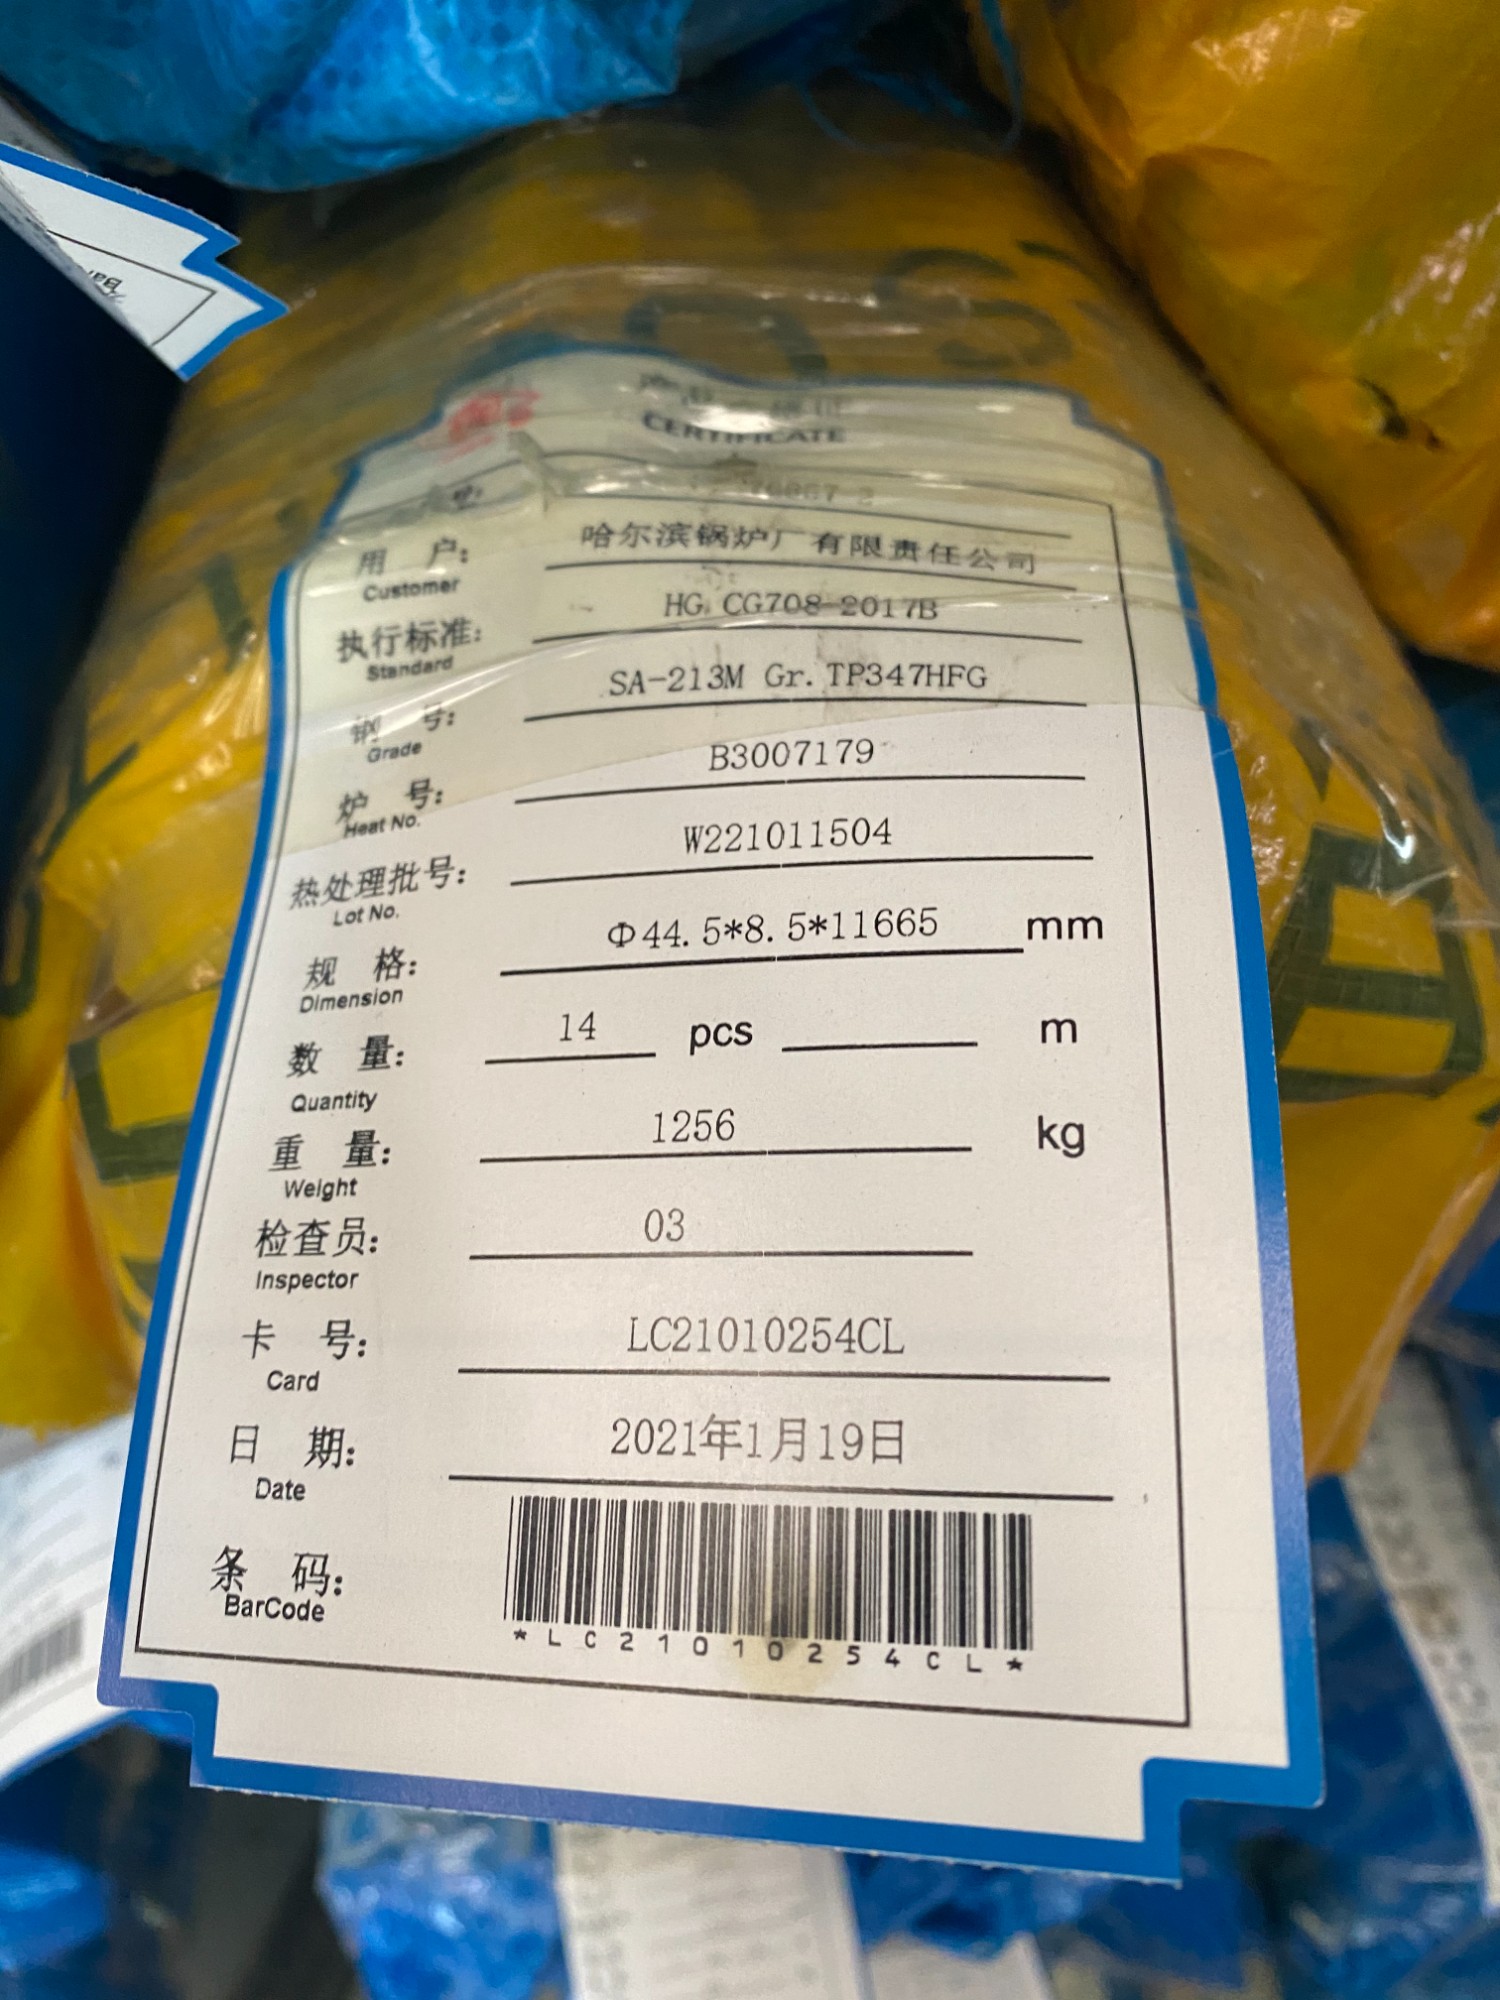 CERTIFICATE
用 户: 哈尔滨锅炉厂有限责任公司
Customer
执行标准: HG. CG708-2017B
Standard
钢 号: SA-213M Gr. TP347HFG
Grade
炉 号: B3007179
Heat No.
热处理批号: W221011504
Lot No.
规 格: Φ44.5*8.5*11665 mm
Dimension
数 量: 14 pcs m
Quantity
重 量: 1256 kg
Weight
检查员: 03
Inspector
卡 号: LC21010254CL
Card
日 期: 2021年1月19日
Date
条 码:
BarCode
*LC21010254CL*